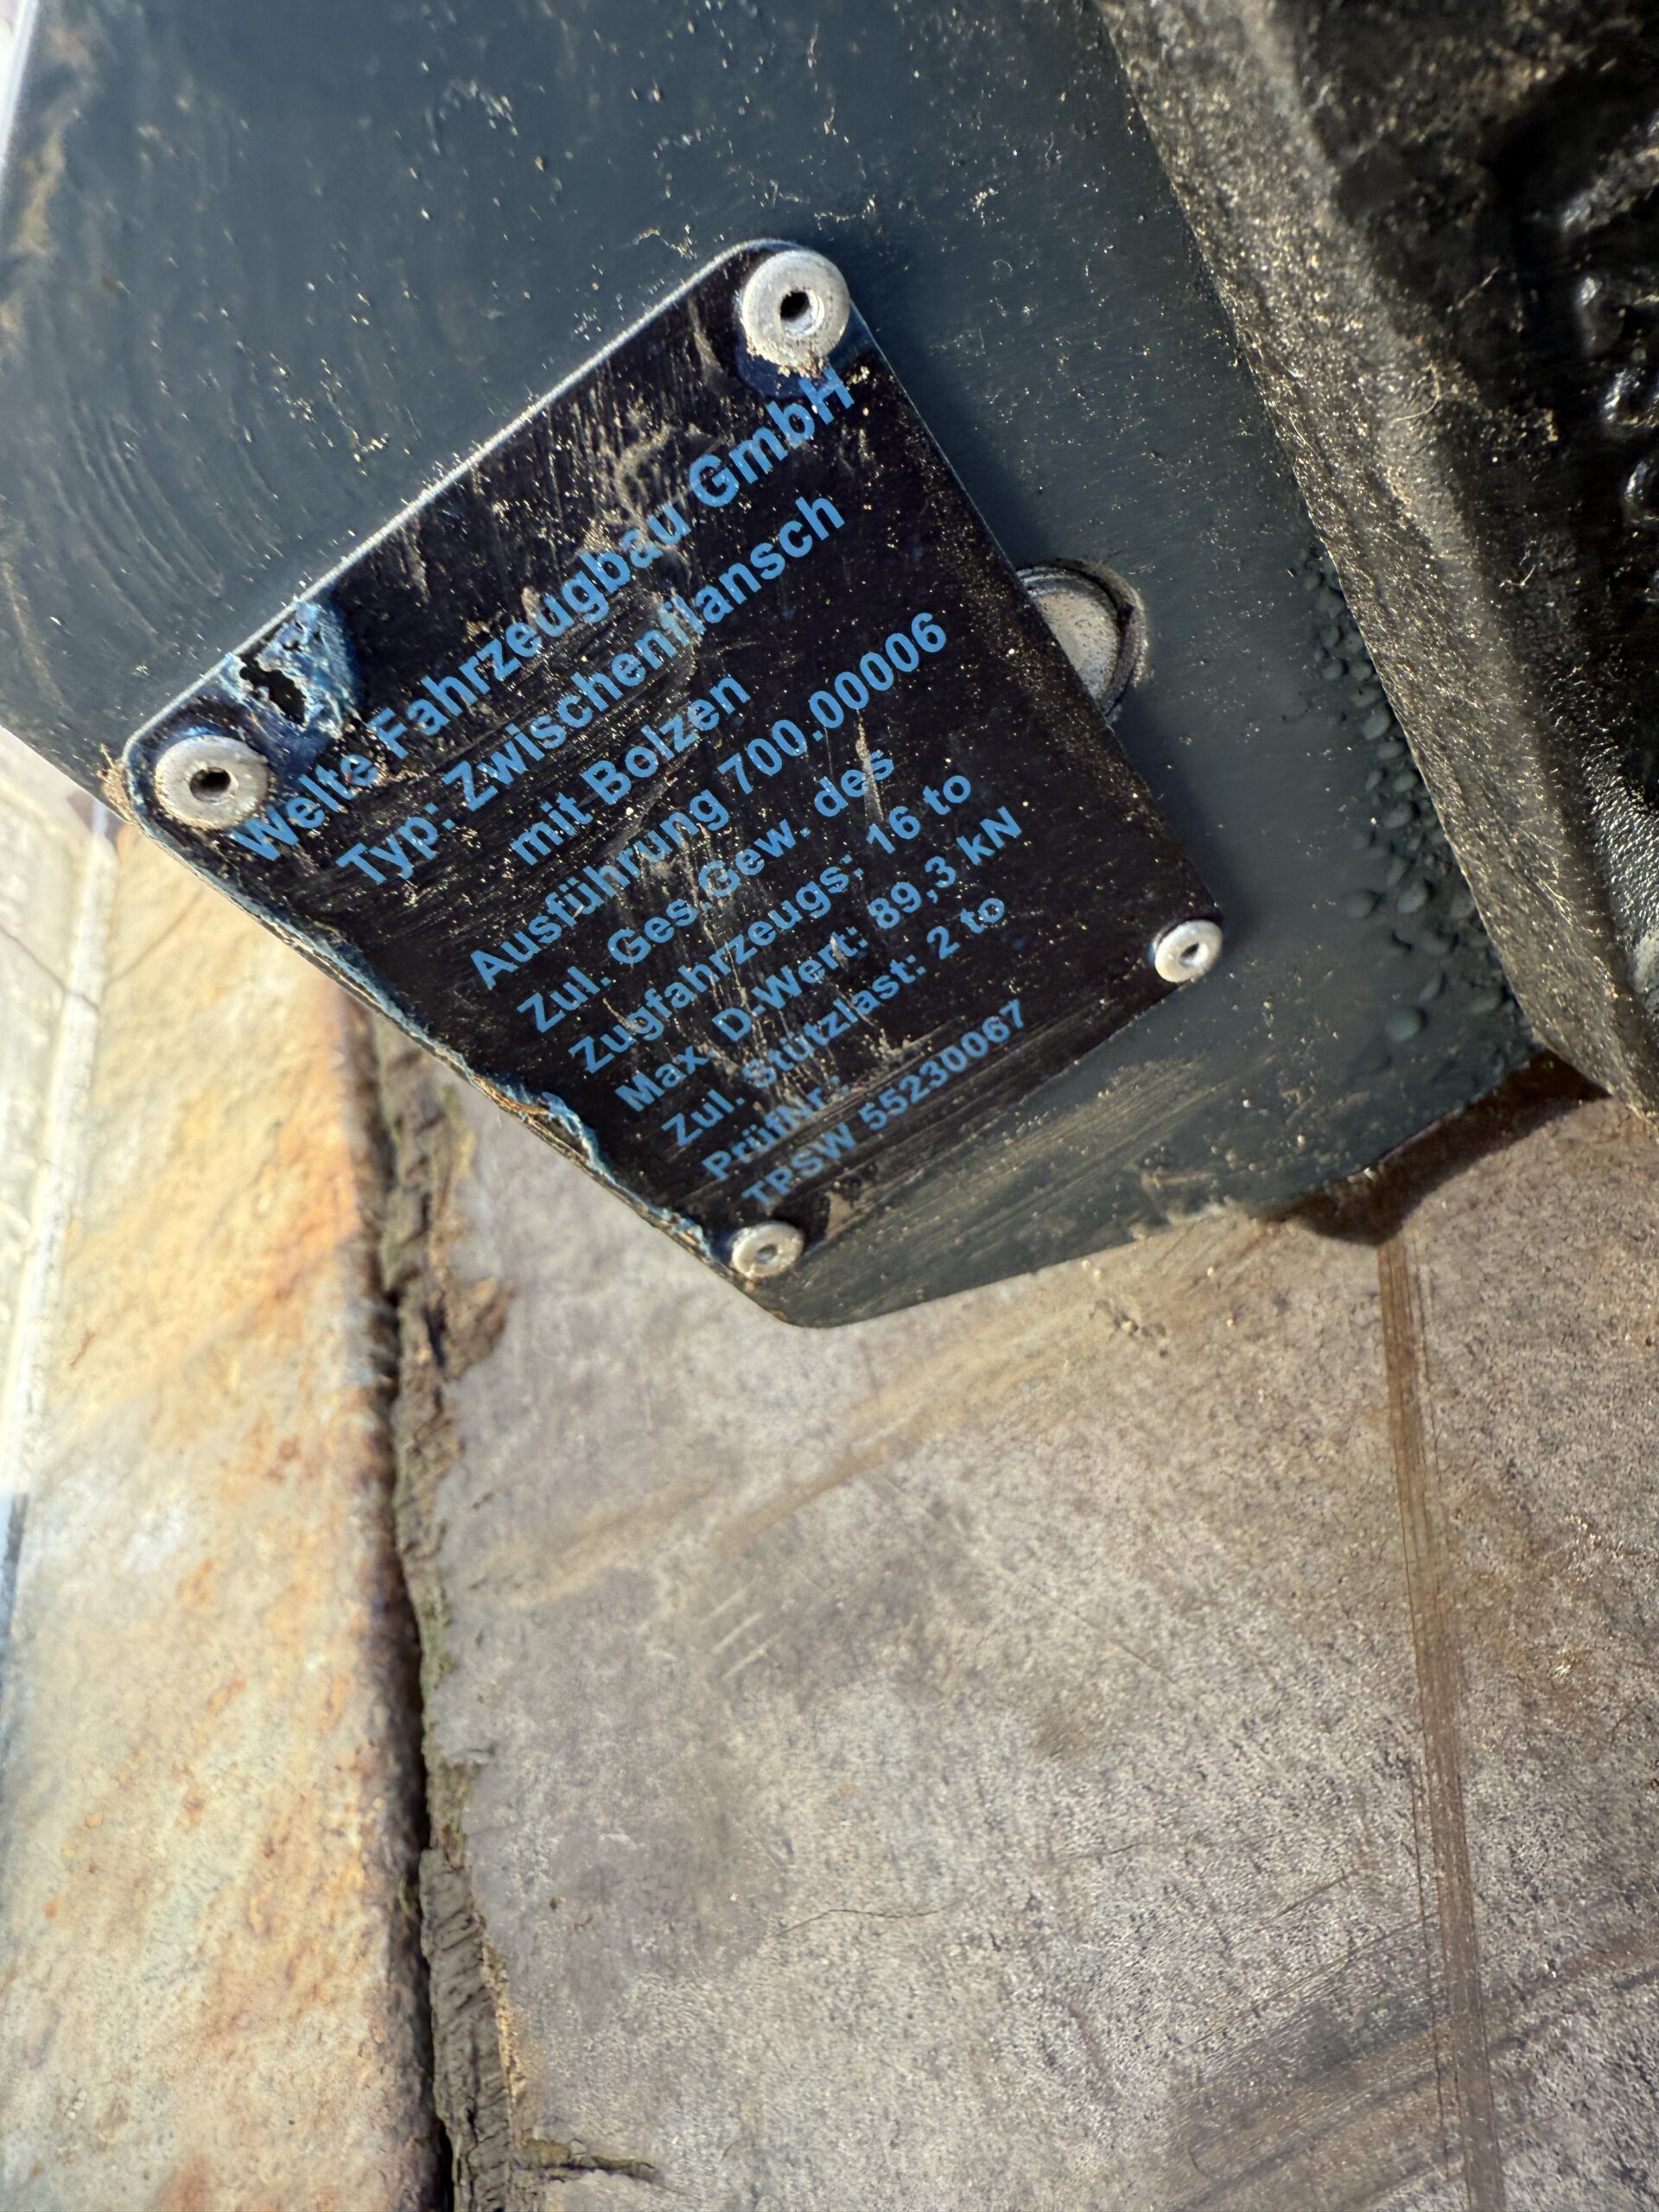 Welte Fahrzeugbau GmbH
Typ: Zwischenflansch
mit Bolzen
Ausführung 700.00006
Zul. Ges.Gew. des
Zugfahrzeugs: 16 to
Max. D-Wert: 89,3 kN
Zul. Stützlast: 2 to
PrüfNr.:
TPSW 55230067